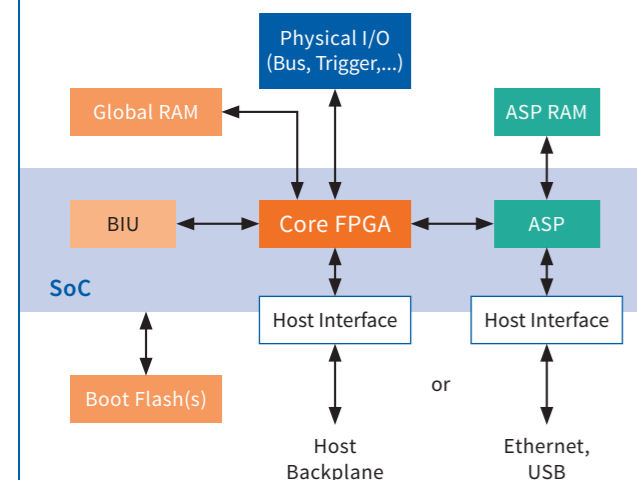 Physical I/O
(Bus, Trigger,...)
Global RAM
ASP RAM
BIU
Core FPGA
ASP
SoC
Host Interface
Host Interface
Boot Flash(s)
or
Host
Backplane
Ethernet,
USB